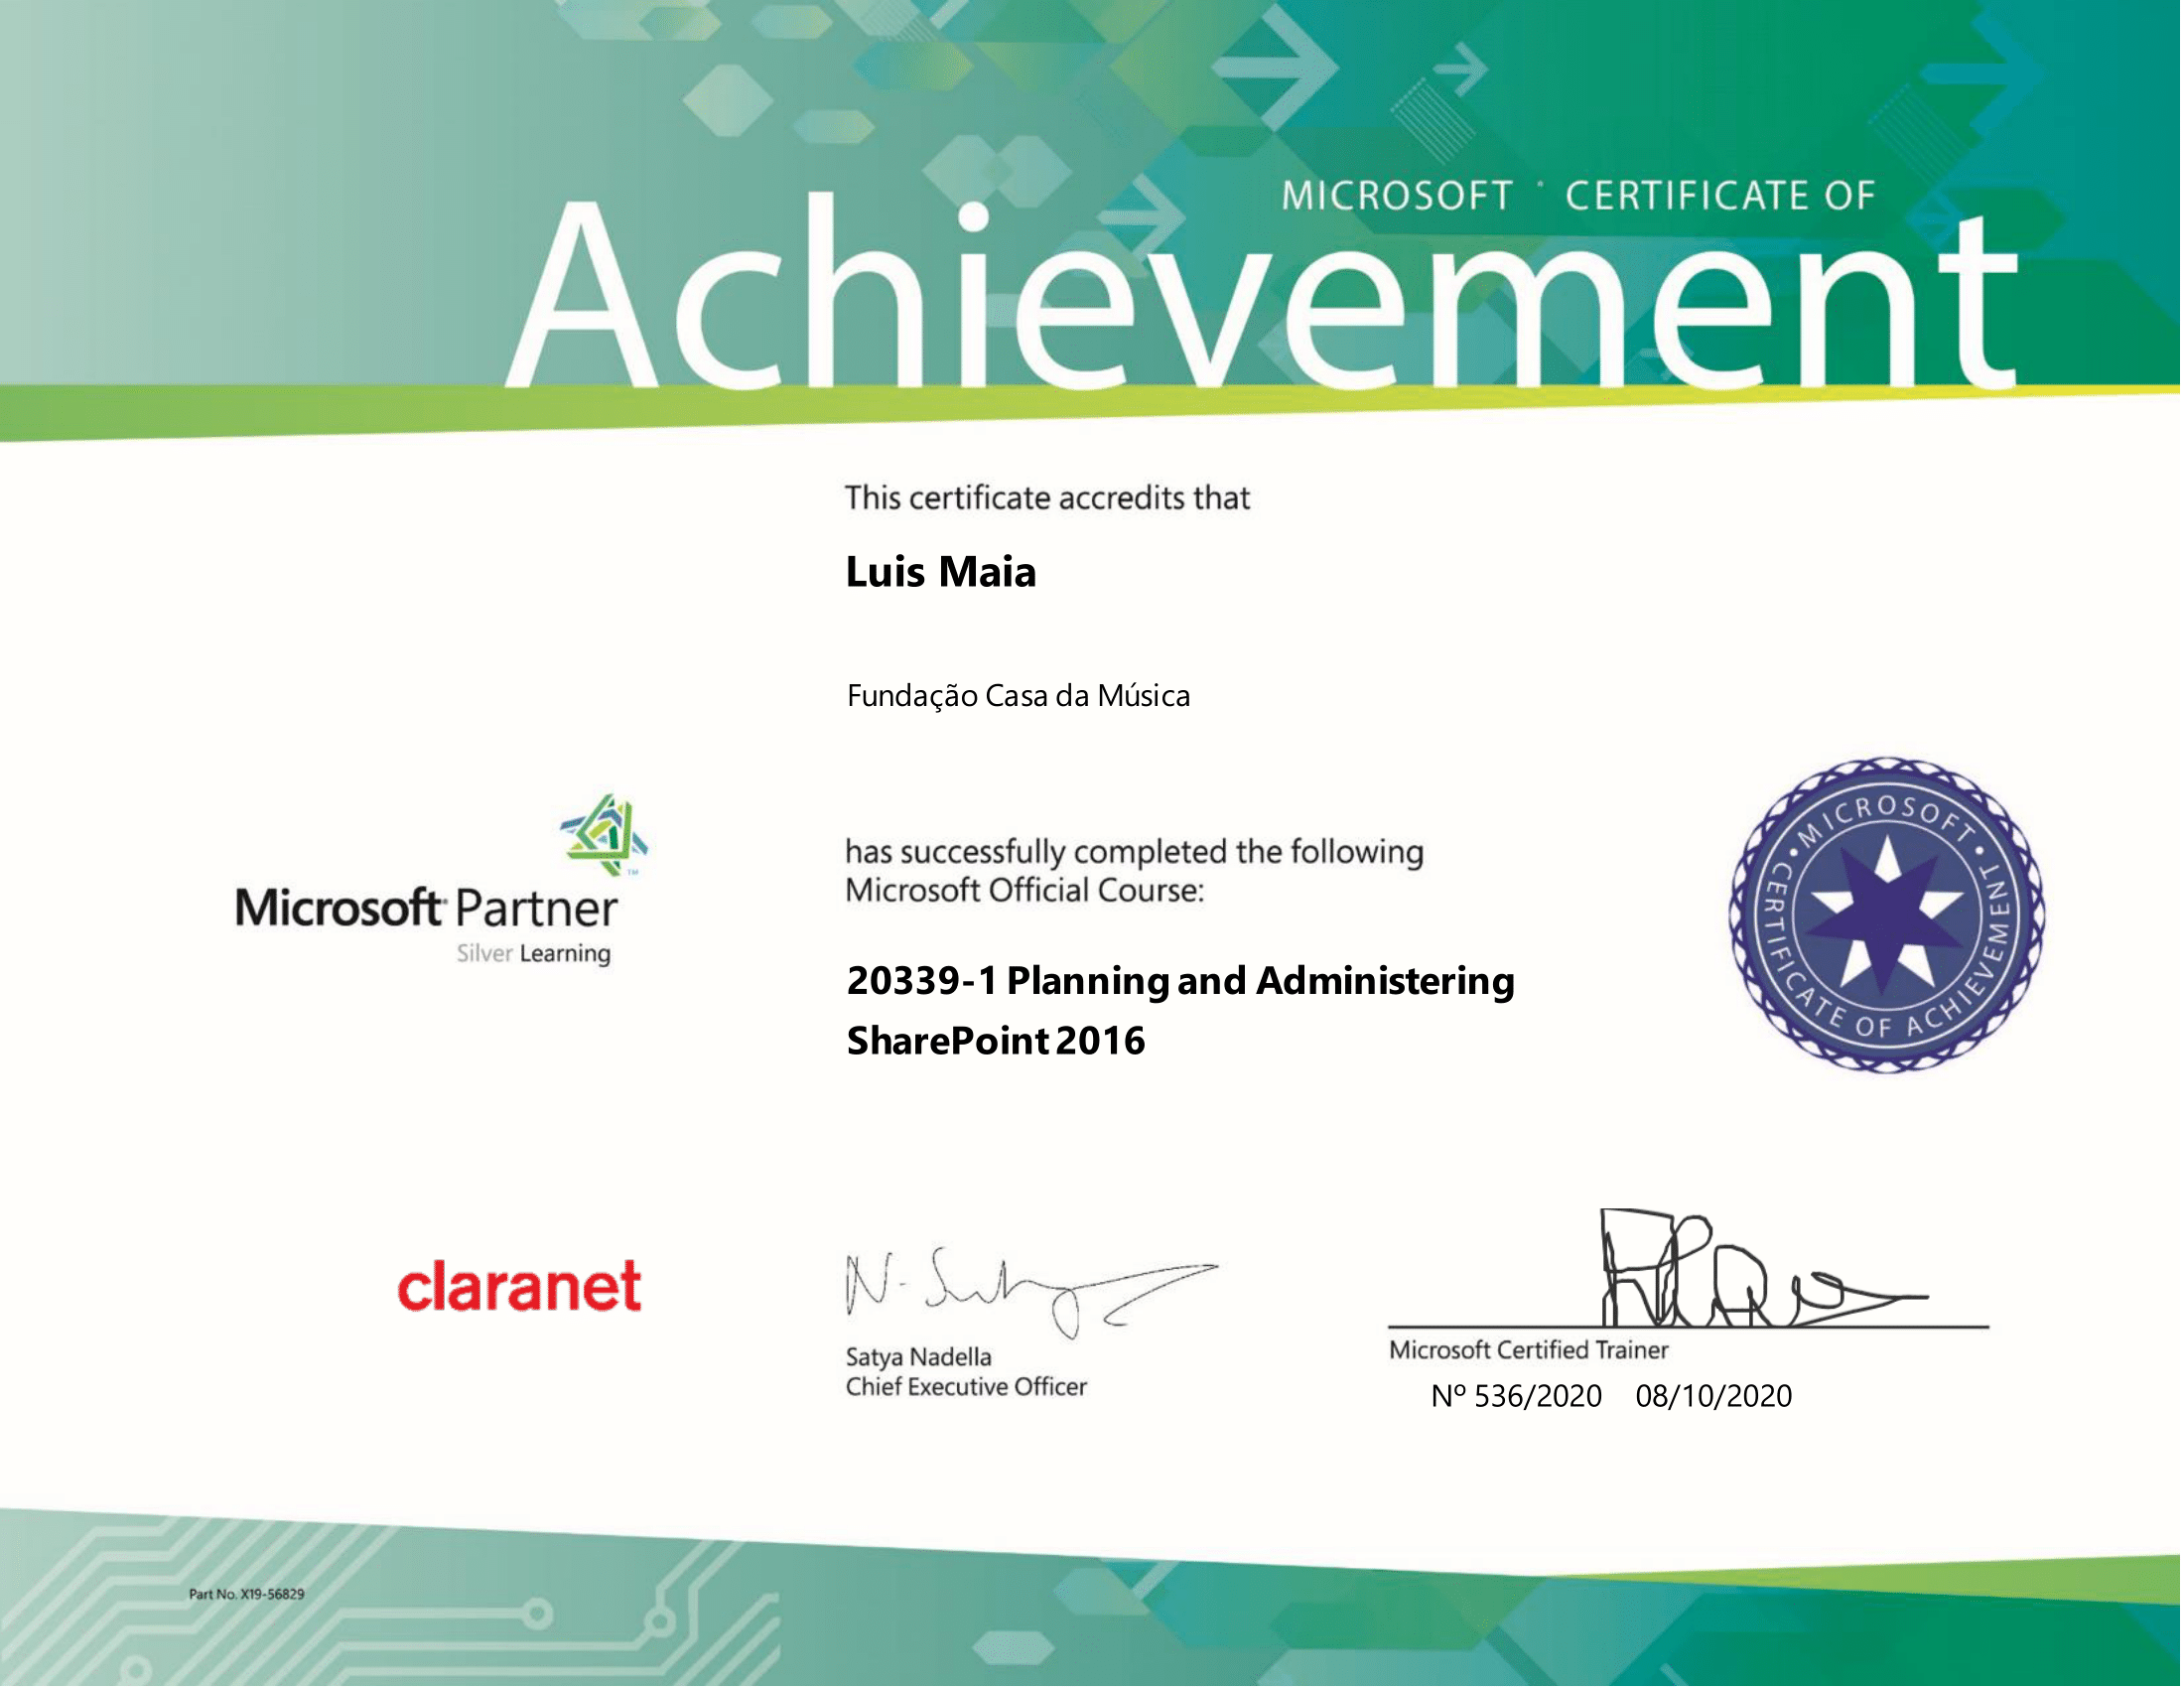 MICROSOFT • CERTIFICATE OF
Achievement
This certificate accredits that
Luis Maia
Fundação Casa da Música
Microsoft Partner
Silver Learning
has successfully completed the following
Microsoft Official Course:
20339-1 Planning and Administering
SharePoint 2016
• MICROSOFT •
CERTIFICATE OF ACHIEVEMENT
claranet
Satya Nadella
Chief Executive Officer
Microsoft Certified Trainer
Nº 536/2020 08/10/2020
Part No. X19-56829